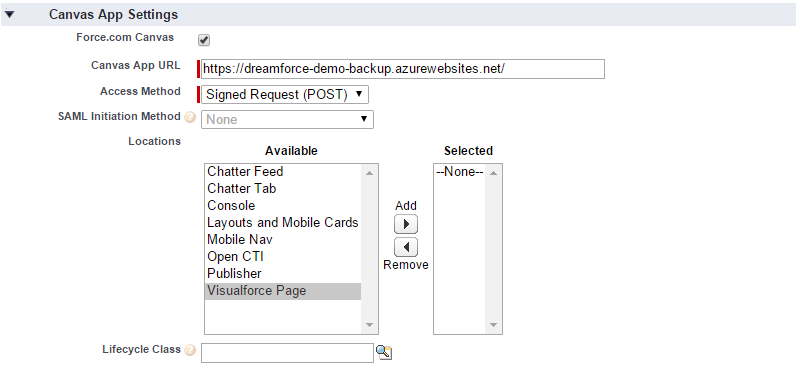 Canvas App Settings
Force.com Canvas
Canvas App URL https://dreamforce-demo-backup.azurewebsites.net/
Access Method Signed Request (POST)
SAML Initiation Method ? None
Locations
Available Selected
Chatter Feed --None--
Chatter Tab
Console
Layouts and Mobile Cards Add
Mobile Nav
Open CTI
Publisher Remove
Visualforce Page
Lifecycle Class ?